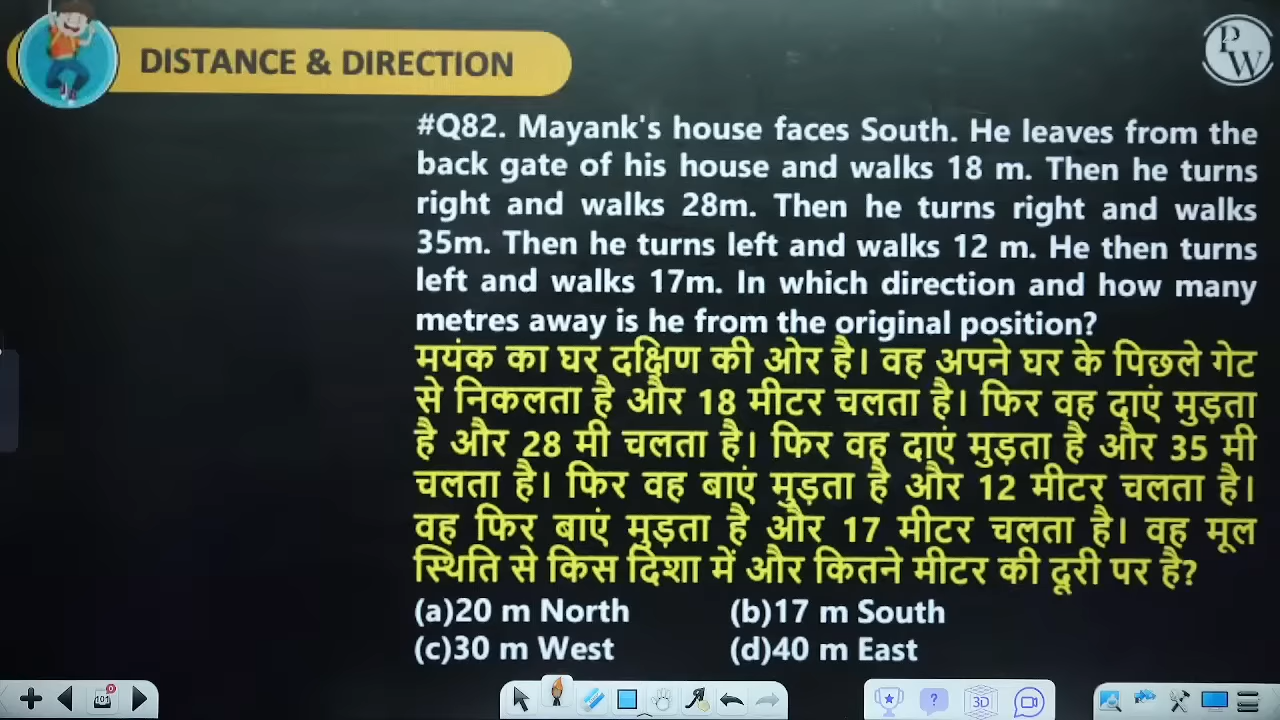 DISTANCE & DIRECTION
PW
#Q82. Mayank's house faces South. He leaves from the
back gate of his house and walks 18 m. Then he turns
right and walks 28m. Then he turns right and walks
35m. Then he turns left and walks 12 m. He then turns
left and walks 17m. In which direction and how many
metres away is he from the original position?
मयंक का घर दक्षिण की ओर है। वह अपने घर के पिछले गेट
से निकलता है और 18 मीटर चलता है। फिर वह दाएं मुड़ता
है और 28 मी चलता है। फिर वह दाएं मुड़ता है और 35 मी
चलता है। फिर वह बाएं मुड़ता है और 12 मीटर चलता है।
वह फिर बाएं मुड़ता है और 17 मीटर चलता है। वह मूल
स्थिति से किस दिशा में और कितने मीटर की दूरी पर है?
(a)20 m North (b)17 m South
(c)30 m West (d)40 m East
101 ? 3D